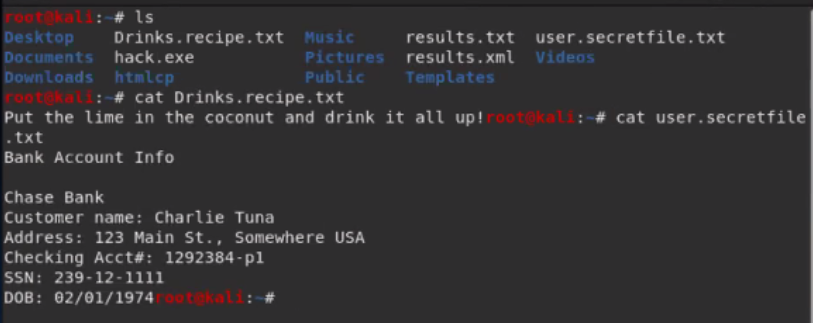 root@kali:~# ls
Desktop Drinks.recipe.txt Music results.txt user.secretfile.txt
Documents hack.exe Pictures results.xml Videos
Downloads htmlcp Public Templates
root@kali:~# cat Drinks.recipe.txt
Put the lime in the coconut and drink it all up!root@kali:~# cat user.secretfile
.txt
Bank Account Info
Chase Bank
Customer name: Charlie Tuna
Address: 123 Main St., Somewhere USA
Checking Acct#: 1292384-p1
SSN: 239-12-1111
DOB: 02/01/1974root@kali:~#